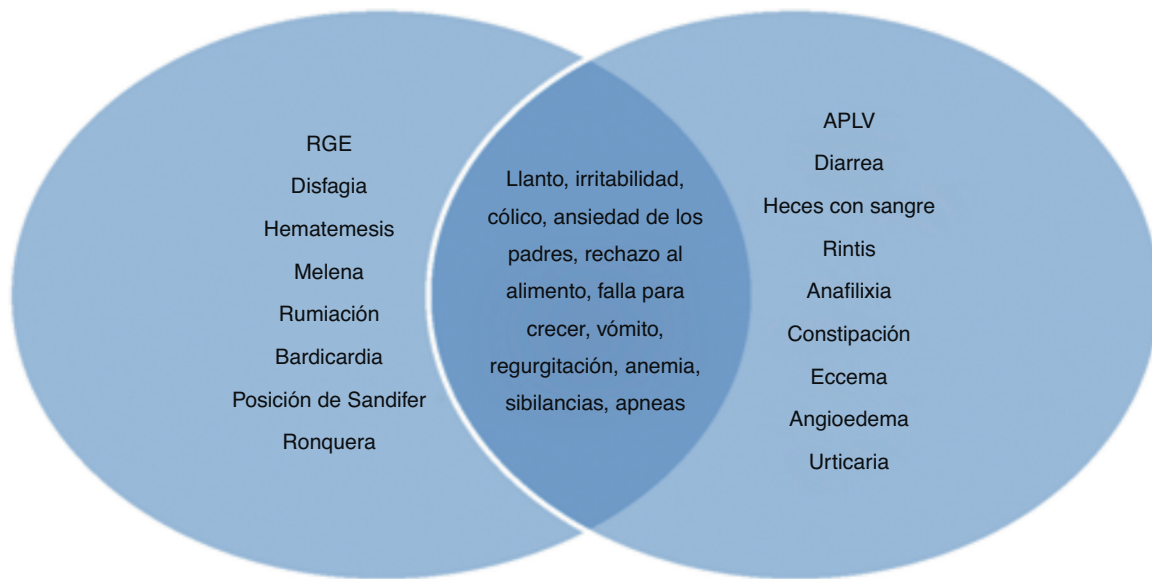 RGE
Disfagia
Hematemesis
Melena
Rumiación
Bardicardia
Posición de Sandifer
Ronquera
Llanto, irritabilidad,
cólico, ansiedad de los
padres, rechazo al
alimento, falla para
crecer, vómito,
regurgitación, anemia,
sibilancias, apneas
APLV
Diarrea
Heces con sangre
Rintis
Anafilixia
Constipación
Eccema
Angioedema
Urticaria